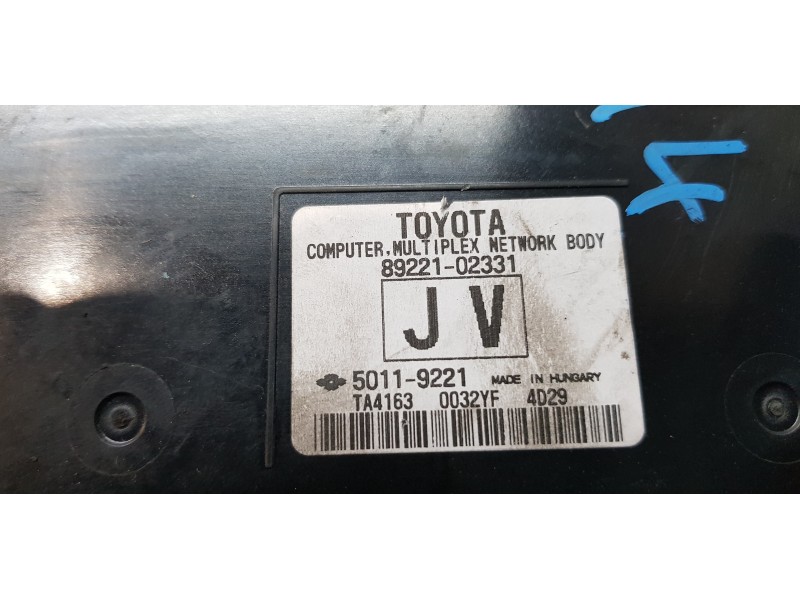 TOYOTA
COMPUTER, MULTIPLEX NETWORK BODY
89221-02331
JV
5011-9221 MADE IN HUNGARY
TA4163 0032YF 4D29